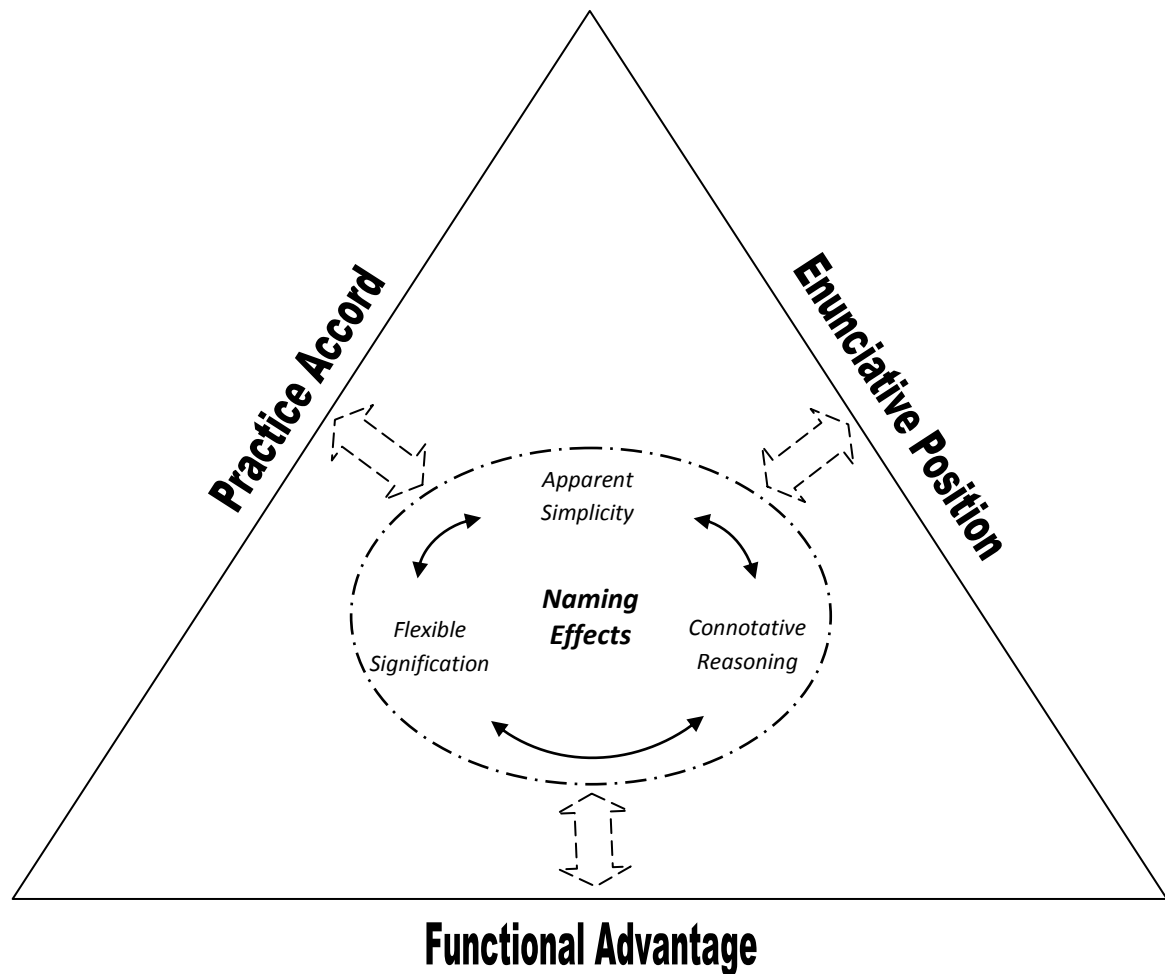 Practice Accord
Enunciative Position
Apparent
Simplicity
Naming
Effects
Flexible
Signification
Connotative
Reasoning
Functional Advantage